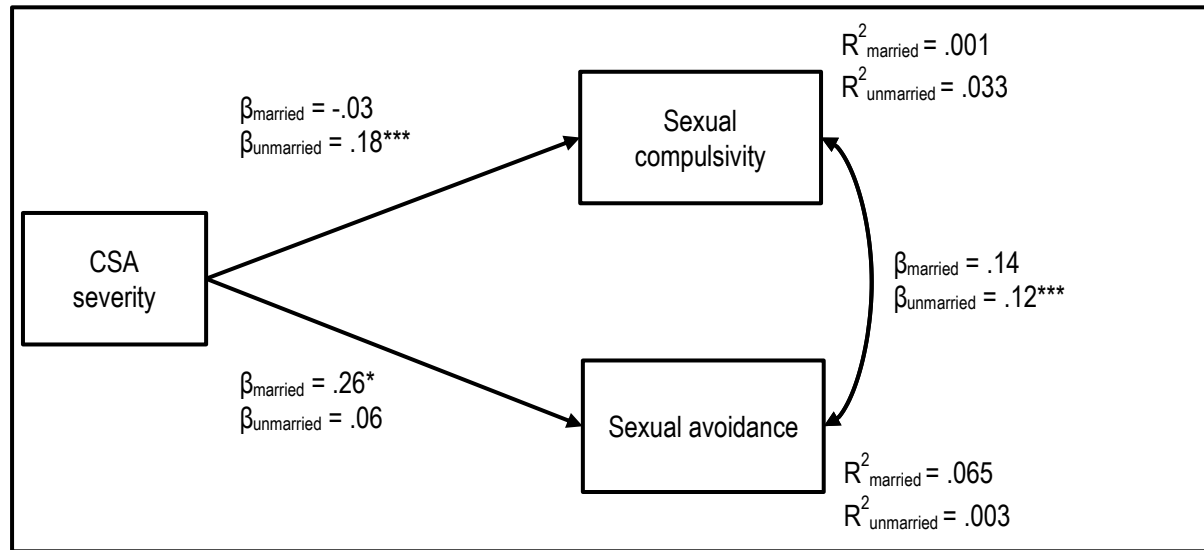 R²married = .001
R²unmarried = .033
βmarried = -.03
βunmarried = .18***
Sexual
compulsivity
CSA
severity
βmarried = .14
βunmarried = .12***
βmarried = .26*
βunmarried = .06
Sexual avoidance
R²married = .065
R²unmarried = .003